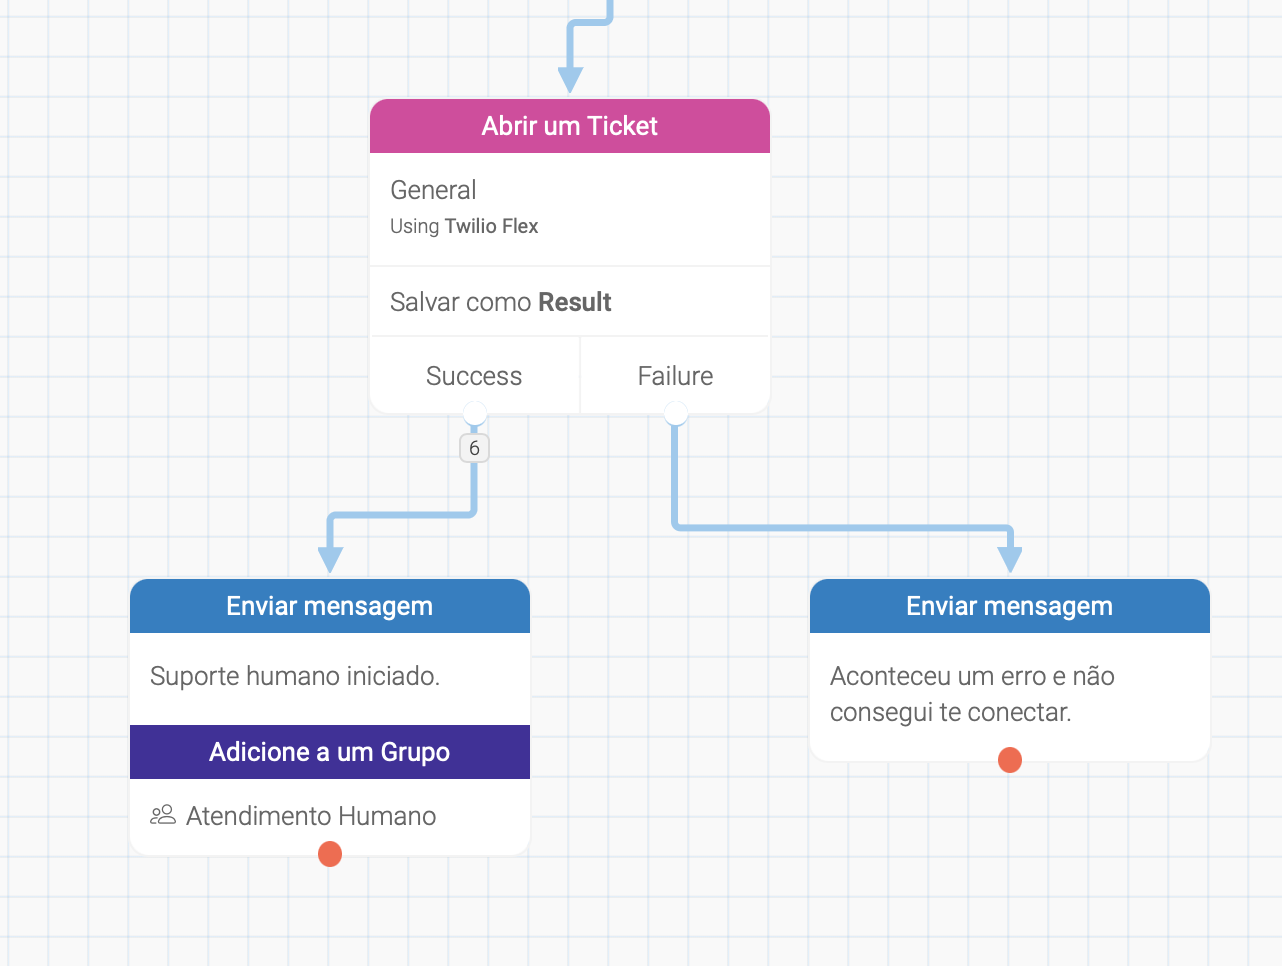 Abrir um Ticket
General
Using Twilio Flex
Salvar como Result
Success
Failure
6
Enviar mensagem
Suporte humano iniciado.
Adicione a um Grupo
Atendimento Humano
Enviar mensagem
Aconteceu um erro e não
consegui te conectar.